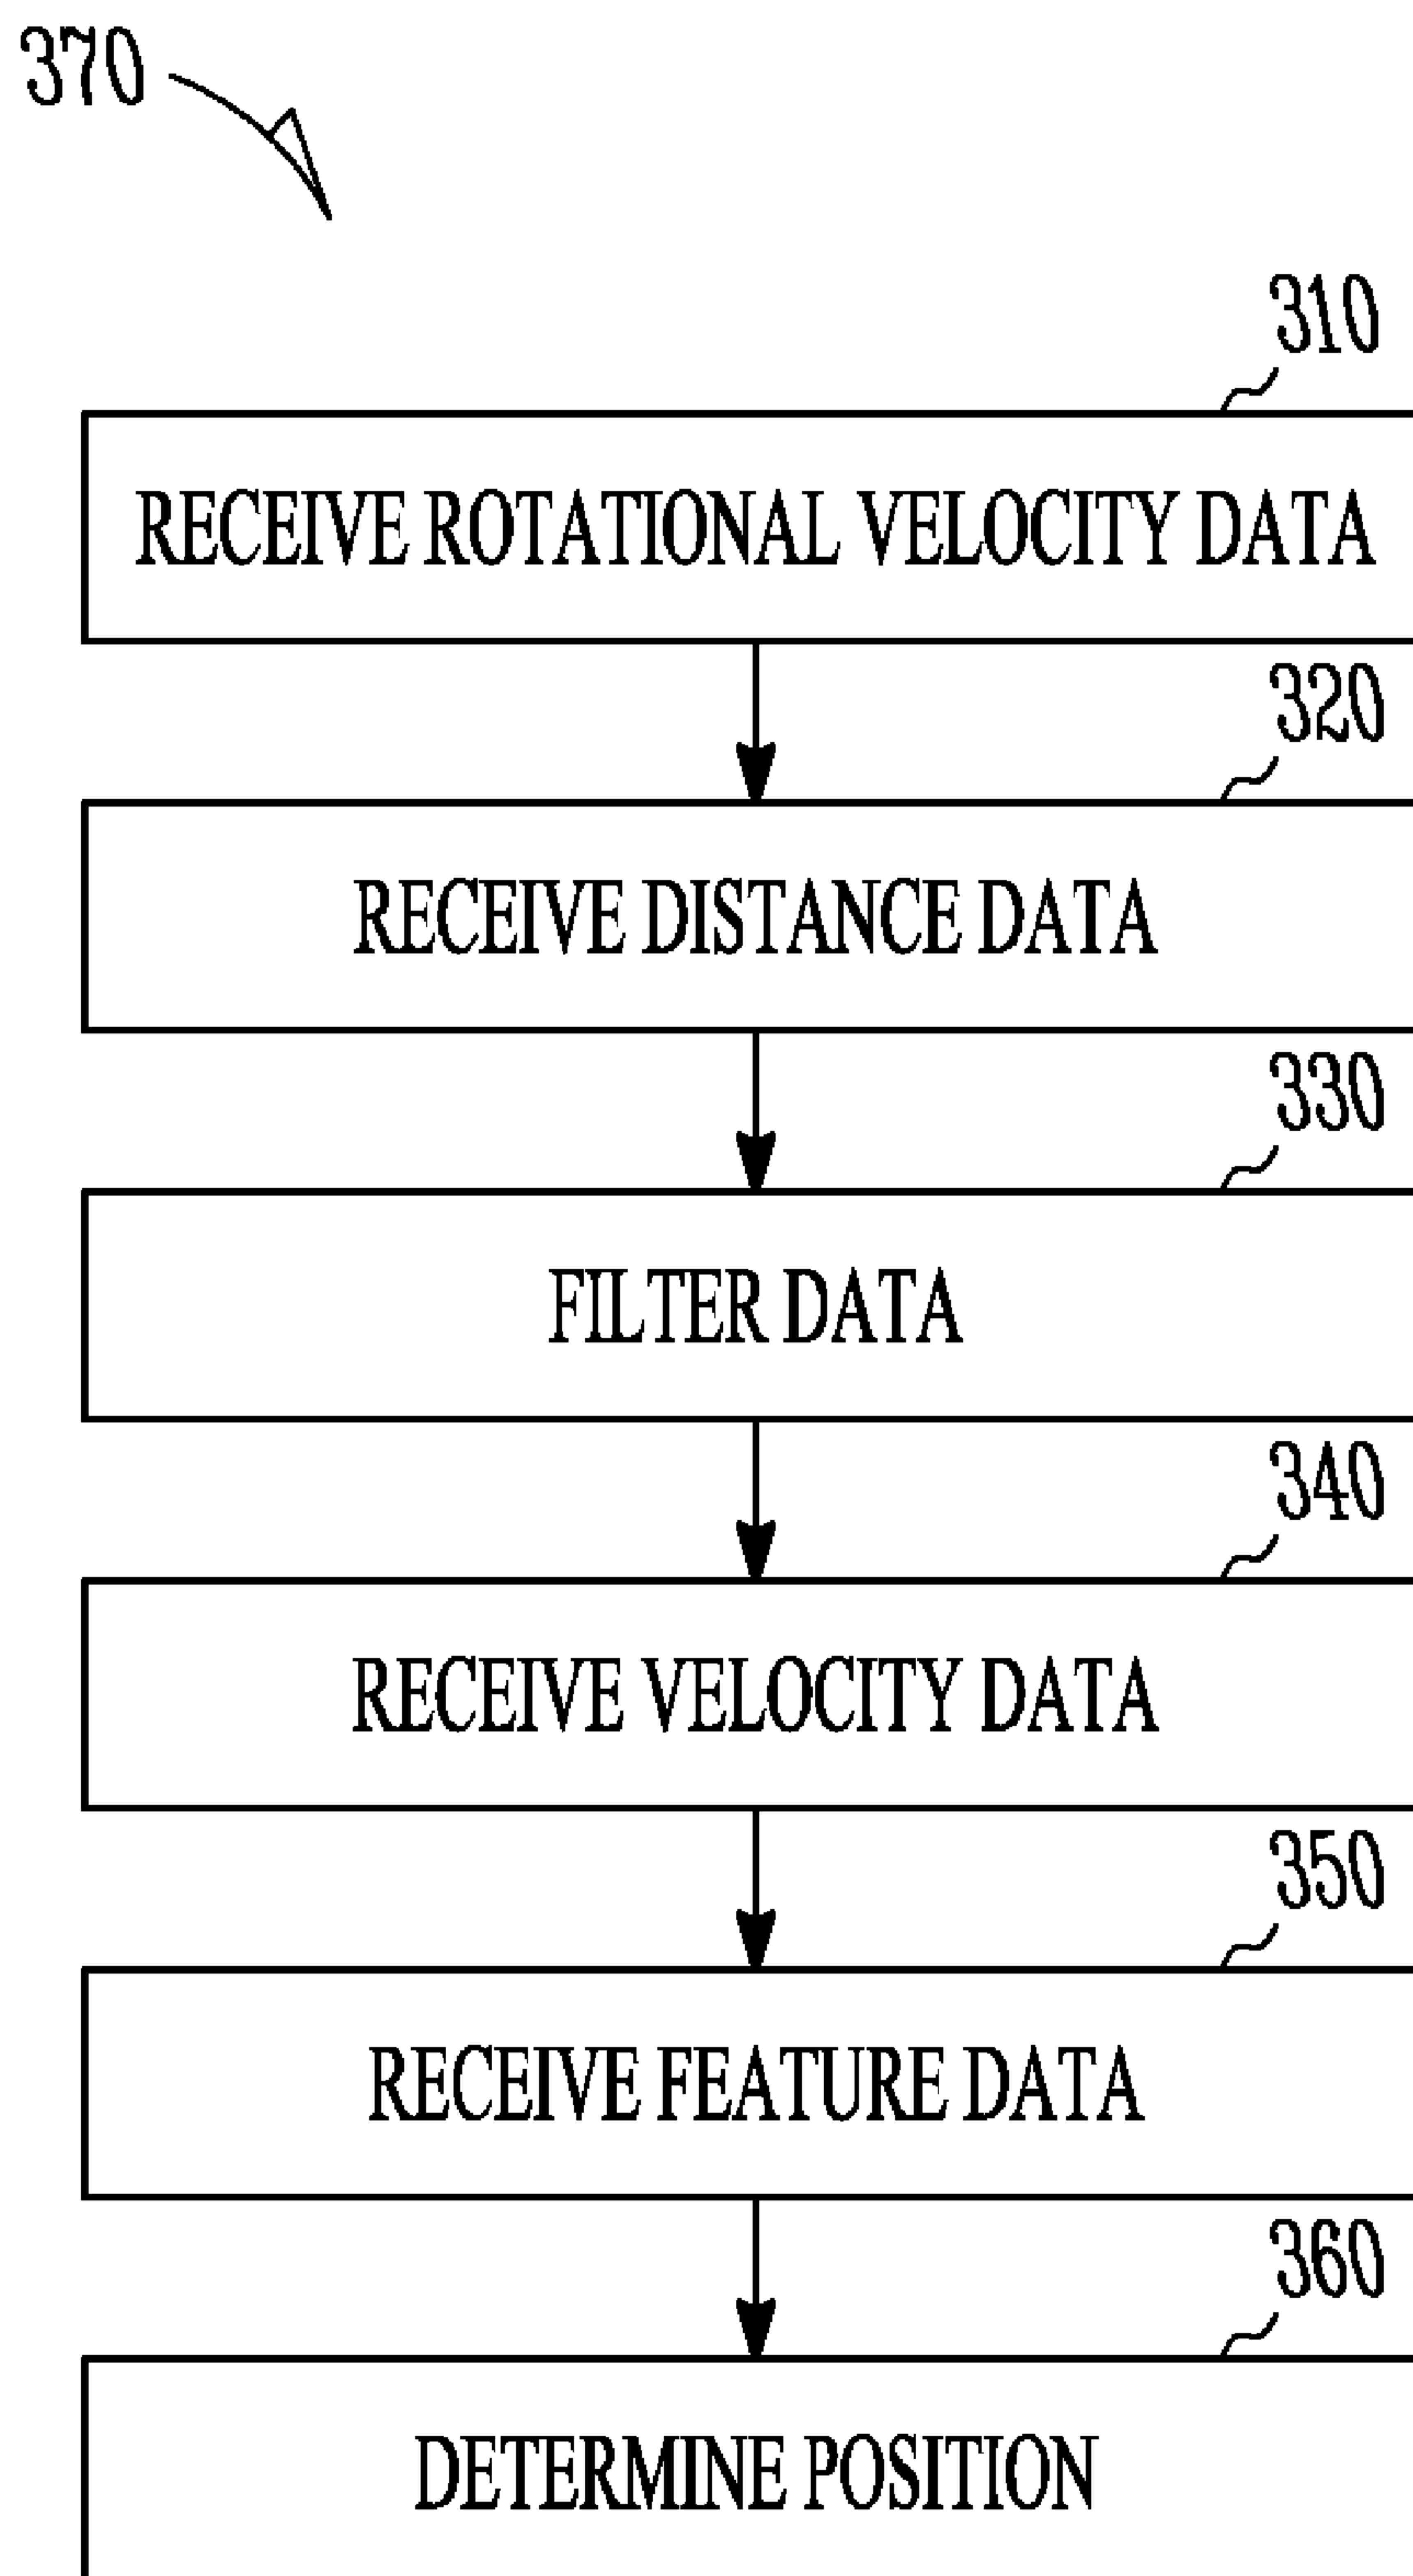 370
310
RECEIVE ROTATIONAL VELOCITY DATA
320
RECEIVE DISTANCE DATA
330
FILTER DATA
340
RECEIVE VELOCITY DATA
350
RECEIVE FEATURE DATA
360
DETERMINE POSITION